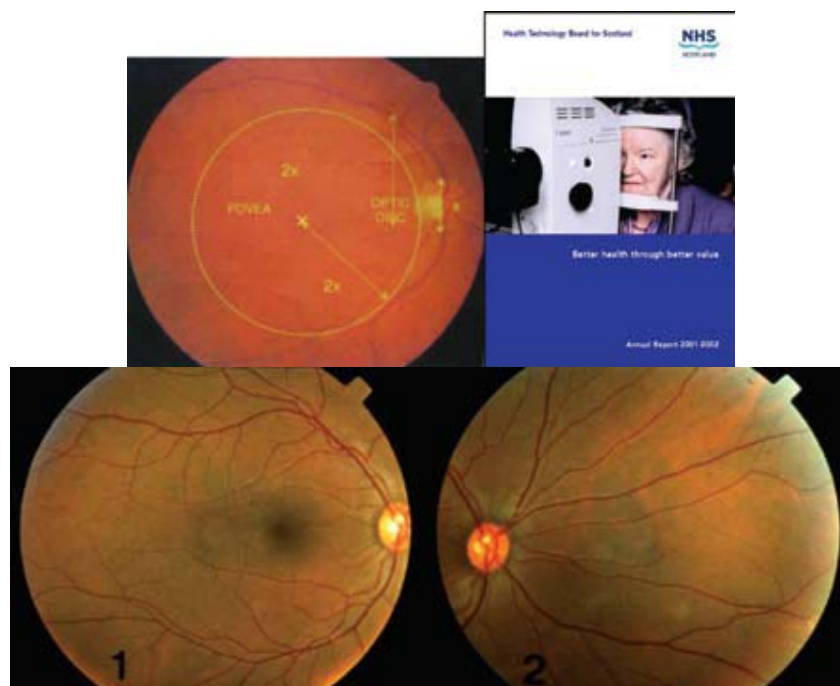 Health Technology Board for Scotland
NHS
SCOTLAND
2x
FOVEA
OPTIC
DISC
x
2x
Better health through better value
Annual Report 2001-2002
1
2